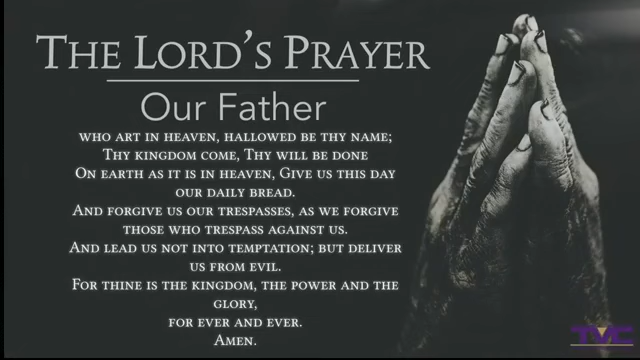 The Lord's Prayer
Our Father
who art in heaven, hallowed be thy name;
Thy kingdom come, Thy will be done
On earth as it is in heaven, Give us this day
our daily bread.
And forgive us our trespasses, as we forgive
those who trespass against us.
And lead us not into temptation; but deliver
us from evil.
For thine is the kingdom, the power and the
glory,
for ever and ever.
Amen.
TVC